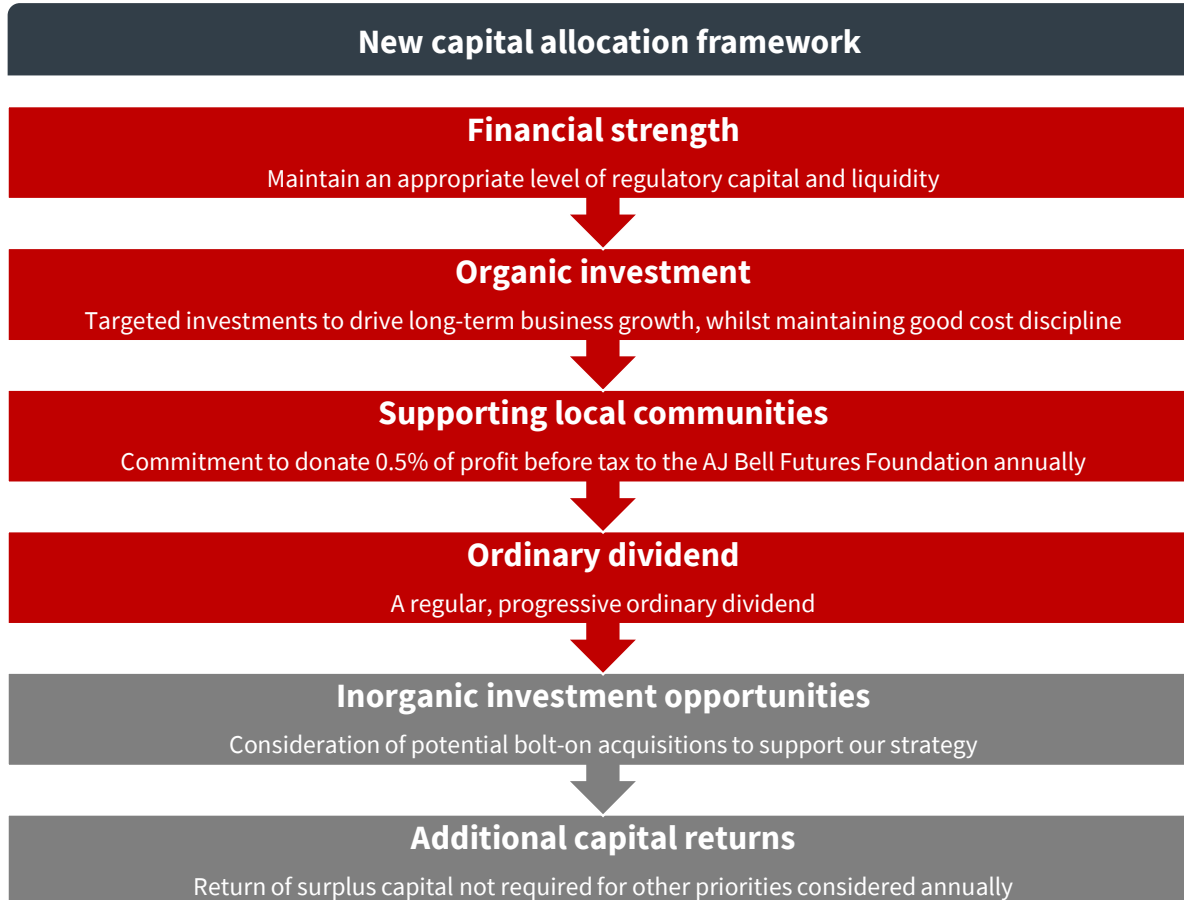 New capital allocation framework
Financial strength
Maintain an appropriate level of regulatory capital and liquidity
Organic investment
Targeted investments to drive long-term business growth, whilst maintaining good cost discipline
Supporting local communities
Commitment to donate 0.5% of profit before tax to the AJ Bell Futures Foundation annually
Ordinary dividend
A regular, progressive ordinary dividend
Inorganic investment opportunities
Consideration of potential bolt-on acquisitions to support our strategy
Additional capital returns
Return of surplus capital not required for other priorities considered annually